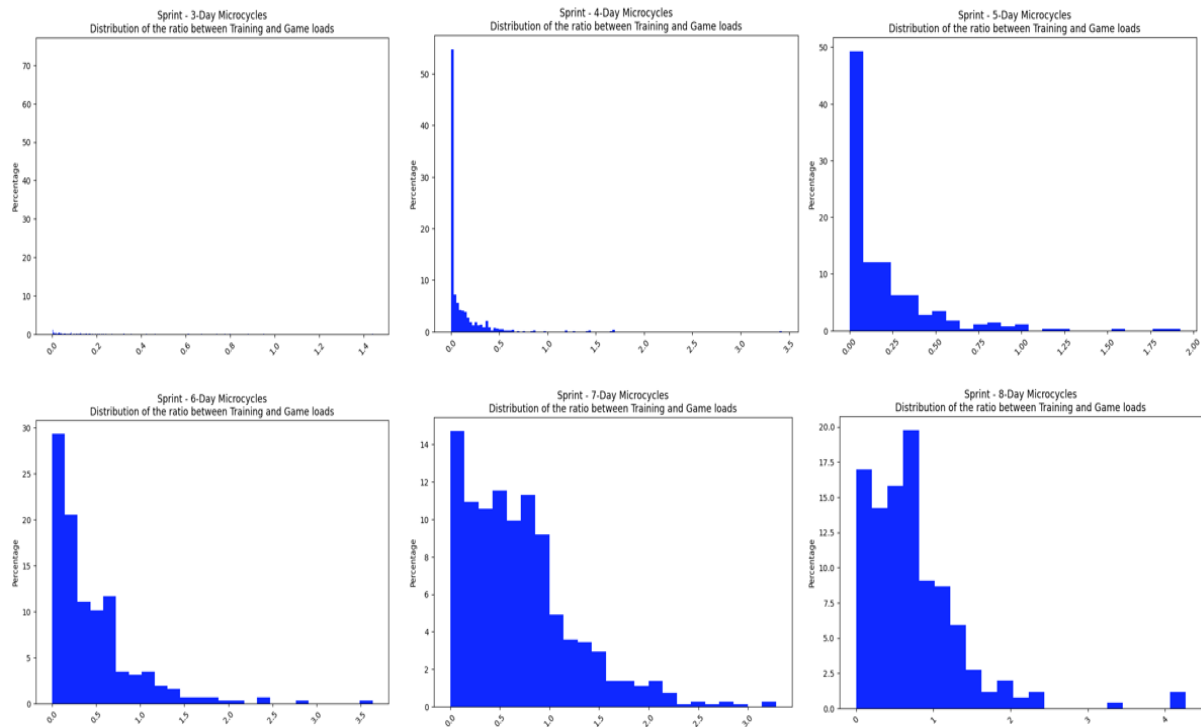 Sprint - 3-Day Microcycles
Distribution of the ratio between Training and Game loads
Percentage
70
60
50
40
30
20
10
0
0.0 0.2 0.4 0.6 0.8 1.0 1.2 1.4
Sprint - 4-Day Microcycles
Distribution of the ratio between Training and Game loads
Percentage
50
40
30
20
10
0
0.0 0.5 1.0 1.5 2.0 2.5 3.0 3.5
Sprint - 5-Day Microcycles
Distribution of the ratio between Training and Game loads
Percentage
50
40
30
20
10
0
0.00 0.25 0.50 0.75 1.00 1.25 1.50 1.75 2.00
Sprint - 6-Day Microcycles
Distribution of the ratio between Training and Game loads
Percentage
30
25
20
15
10
5
0
0.0 0.5 1.0 1.5 2.0 2.5 3.0 3.5
Sprint - 7-Day Microcycles
Distribution of the ratio between Training and Game loads
Percentage
14
12
10
8
6
4
2
0
0.0 0.5 1.0 1.5 2.0 2.5 3.0
Sprint - 8-Day Microcycles
Distribution of the ratio between Training and Game loads
Percentage
20.0
17.5
15.0
12.5
10.0
7.5
5.0
2.5
0.0
0 1 2 3 4